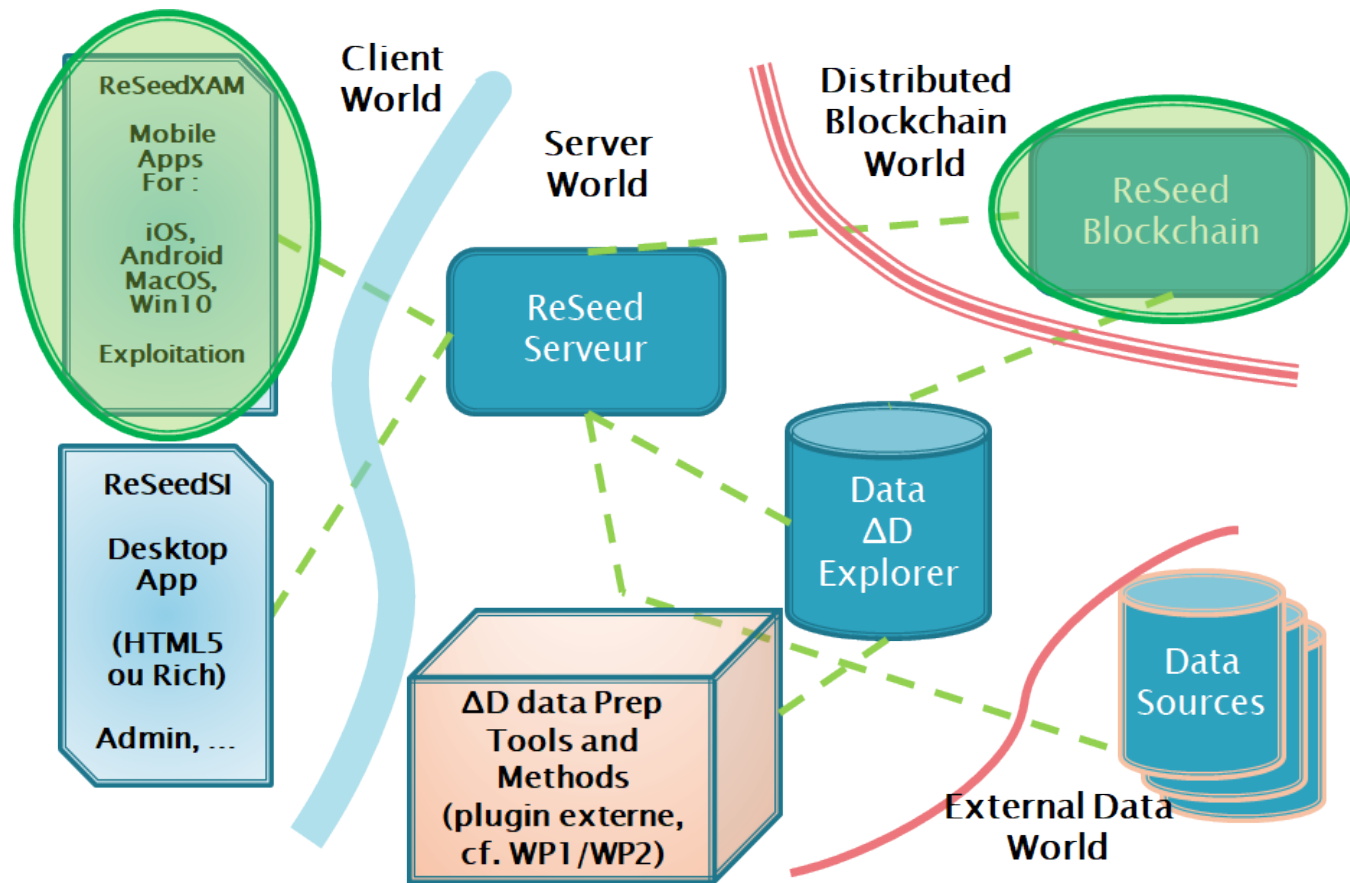 ReSeedXAM
Mobile
Apps
For :
iOS,
Android
MacOS,
Win10
Exploitation
Client
World
Server
World
Distributed
Blockchain
World
ReSeed
Blockchain
ReSeed
Serveur
ReSeedSI
Desktop
App
(HTML5
ou Rich)
Admin, ...
Data
ΔD
Explorer
ΔD data Prep
Tools and
Methods
(plugin externe,
cf. WP1/WP2)
Data
Sources
External Data
World